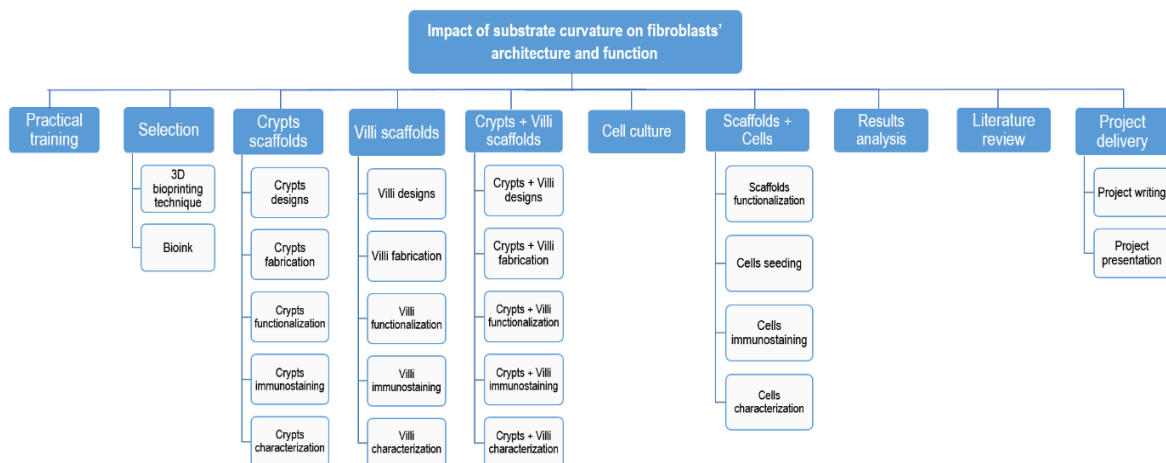 Impact of substrate curvature on fibroblasts'
architecture and function
Practical
training
Selection
3D
bioprinting
technique
Bioink
Crypts
scaffolds
Crypts
designs
Crypts
fabrication
Crypts
functionalization
Crypts
immunostaining
Crypts
characterization
Villi scaffolds
Villi designs
Villi fabrication
Villi
functionalization
Villi
immunostaining
Villi
characterization
Crypts + Villi
scaffolds
Crypts + Villi
designs
Crypts + Villi
fabrication
Crypts + Villi
functionalization
Crypts + Villi
immunostaining
Crypts + Villi
characterization
Cell culture
Scaffolds +
Cells
Scaffolds
functionalization
Cells seeding
Cells
immunostaining
Cells
characterization
Results
analysis
Literature
review
Project
delivery
Project writing
Project
presentation